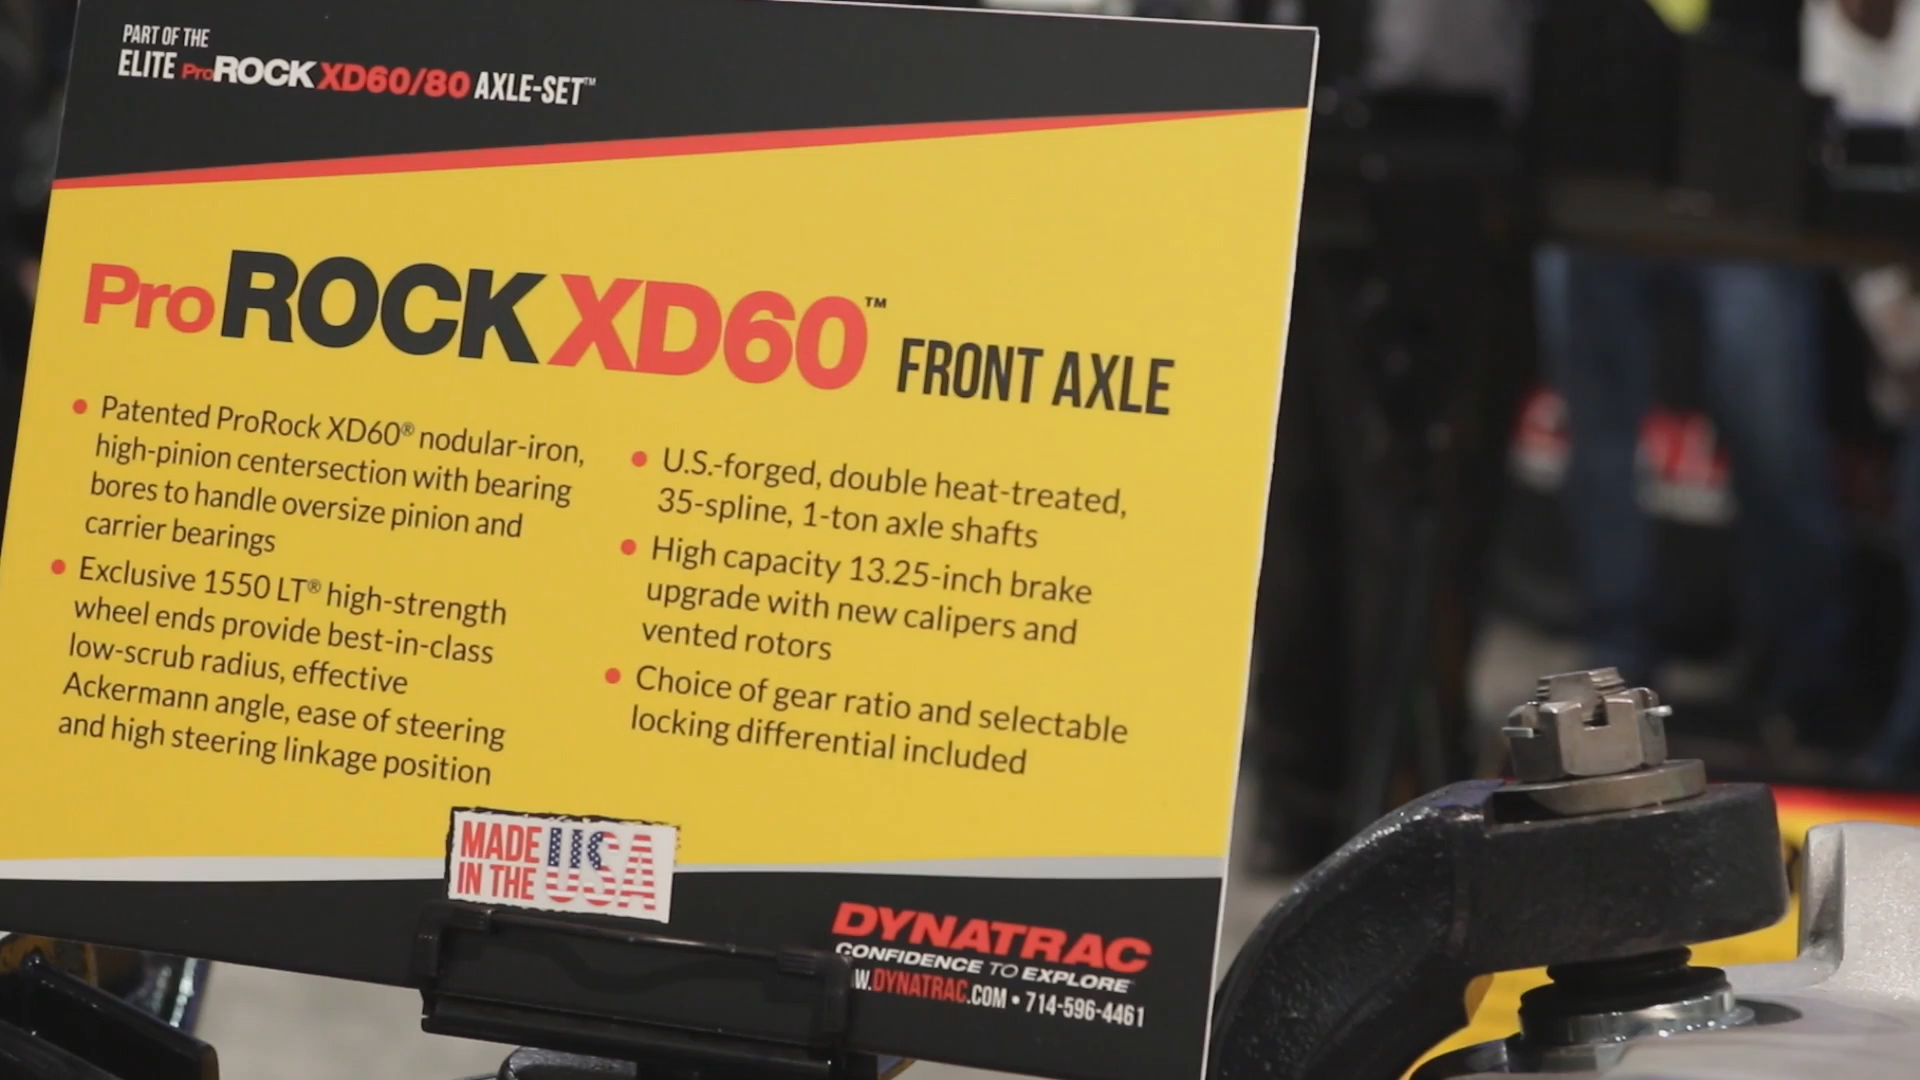 PART OF THE
ELITE ProROCK XD60/80 AXLE-SET™
ProROCK XD60™ FRONT AXLE
• Patented ProRock XD60® nodular-iron,
high-pinion centersection with bearing
bores to handle oversize pinion and
carrier bearings
• Exclusive 1550 LT® high-strength
wheel ends provide best-in-class
low-scrub radius, effective
Ackermann angle, ease of steering
and high steering linkage position
• U.S.-forged, double heat-treated,
35-spline, 1-ton axle shafts
• High capacity 13.25-inch brake
upgrade with new calipers and
vented rotors
• Choice of gear ratio and selectable
locking differential included
MADE
IN THE
USA
DYNATRAC
CONFIDENCE TO EXPLORE
W.DYNATRAC.COM • 714-596-4461